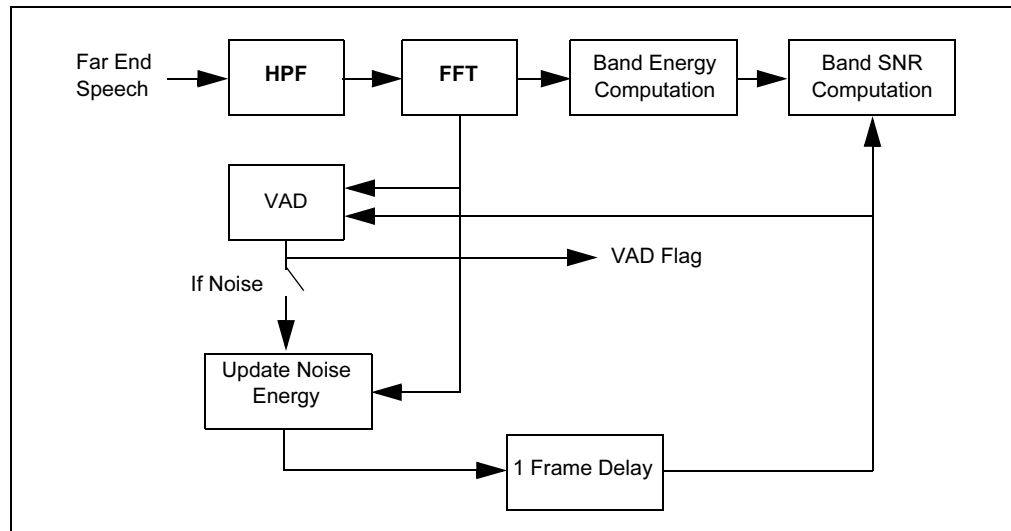 Far End
Speech
HPF
FFT
Band Energy
Computation
Band SNR
Computation
VAD
VAD Flag
If Noise
Update Noise
Energy
1 Frame Delay